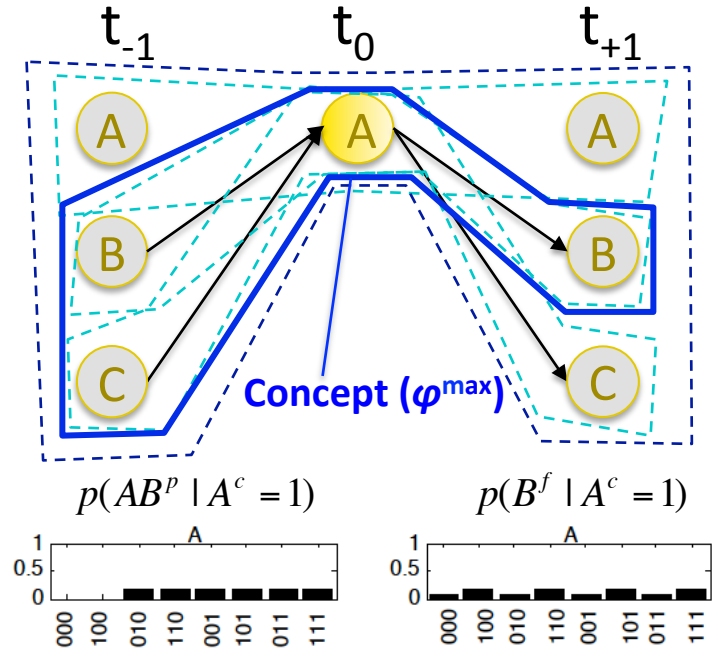 t-1 t0 t+1
A A A
B B
C C
Concept (φmax)
p(ABp | Ac = 1) p(Bf | Ac = 1)
A A
1 1
0.5 0.5
0 0
000 100 010 110 001 101 011 111 000 100 010 110 001 101 011 111